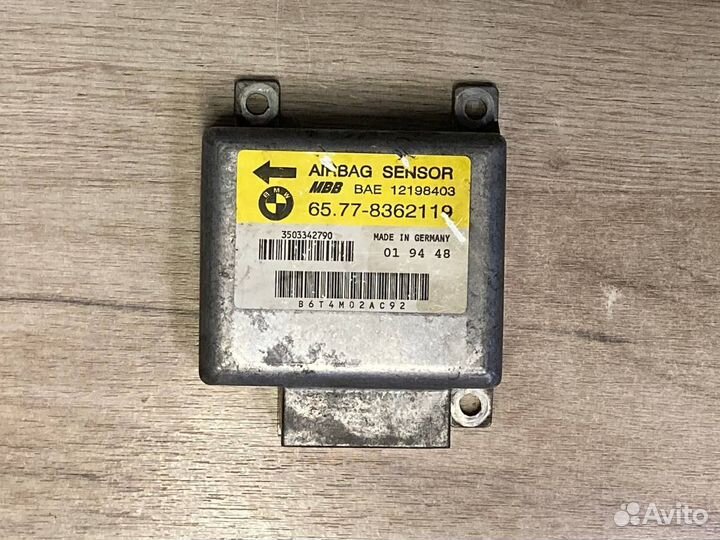 AIRBAG SENSOR
BMW
MBB BAE 12198403
65.77-8362119
3503342790
MADE IN GERMANY
01 94 48
B6T4M02AC92
Avito